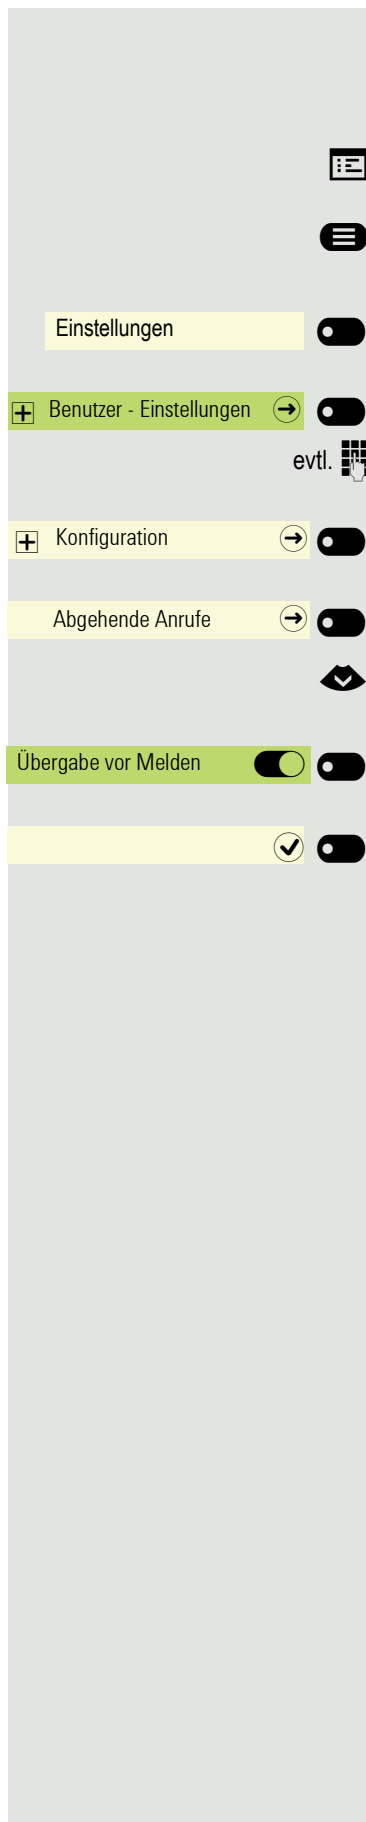 Einstellungen
Benutzer - Einstellungen
evtl.
Konfiguration
Abgehende Anrufe
Übergabe vor Melden